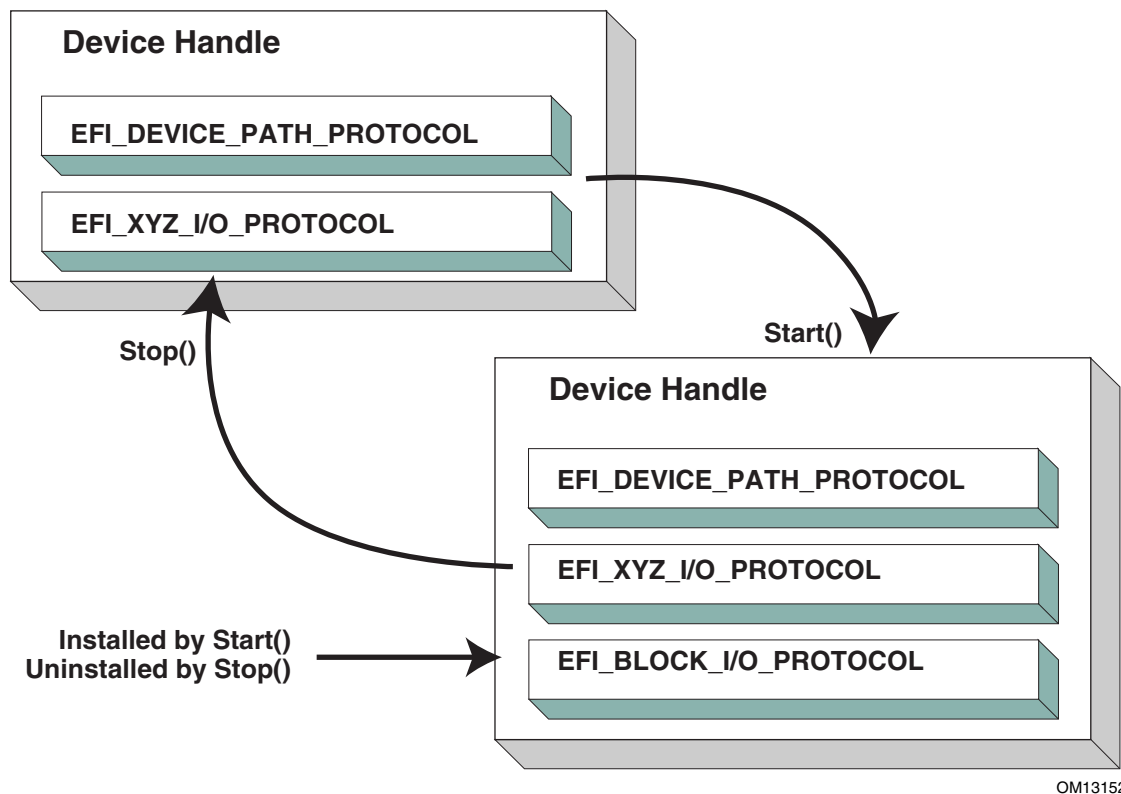 Device Handle
EFI_DEVICE_PATH_PROTOCOL
EFI_XYZ_I/O_PROTOCOL
Stop()
Start()
Device Handle
EFI_DEVICE_PATH_PROTOCOL
EFI_XYZ_I/O_PROTOCOL
EFI_BLOCK_I/O_PROTOCOL
Installed by Start()
Uninstalled by Stop()
OM13152